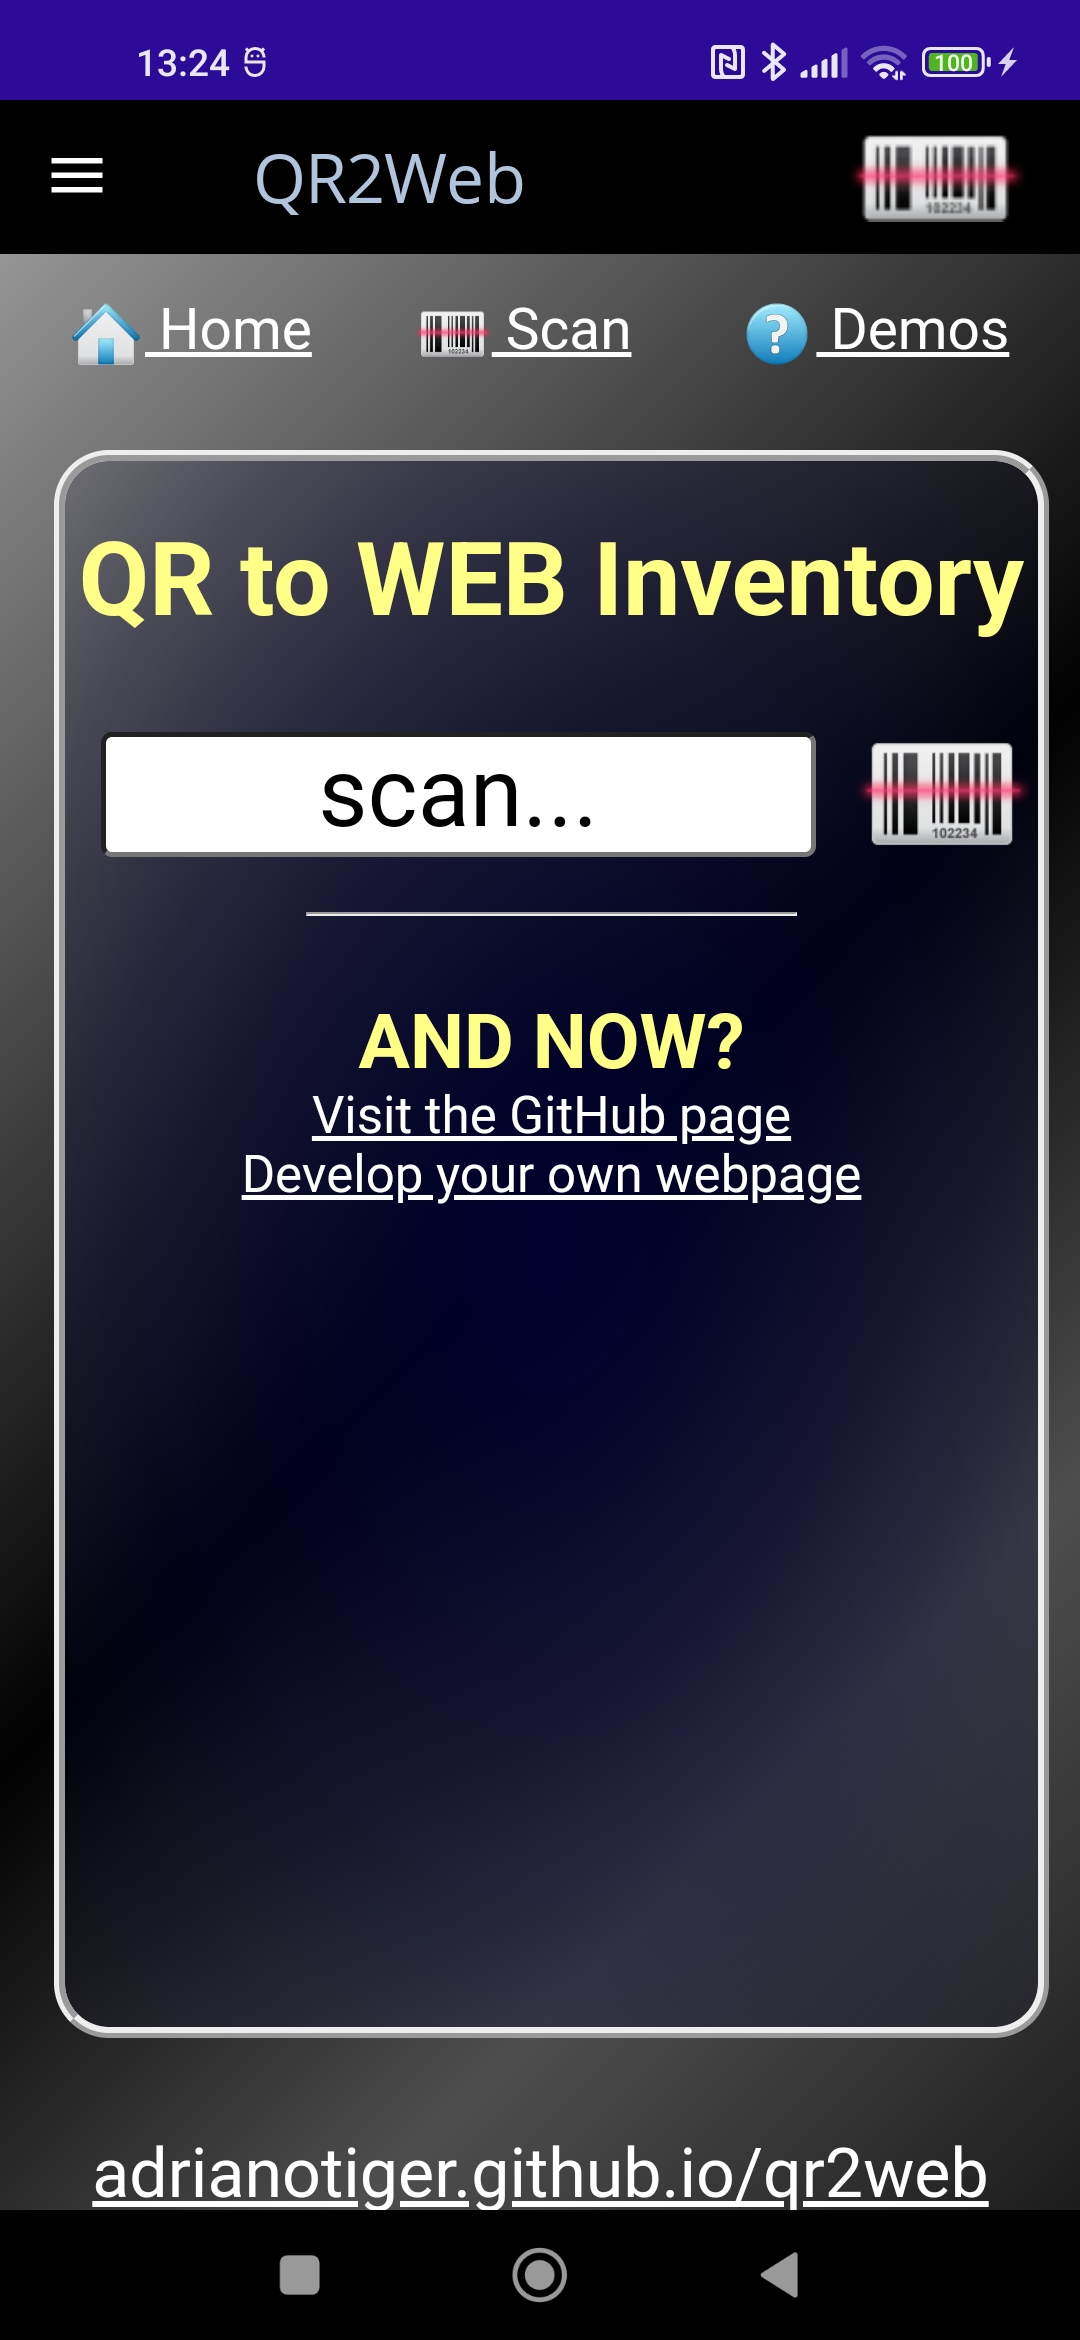 13:24 100
QR2Web
102234
Home Scan Demos
102234
QR to WEB Inventory
scan...
102234
AND NOW?
Visit the GitHub page
Develop your own webpage
adrianotiger.github.io/qr2web